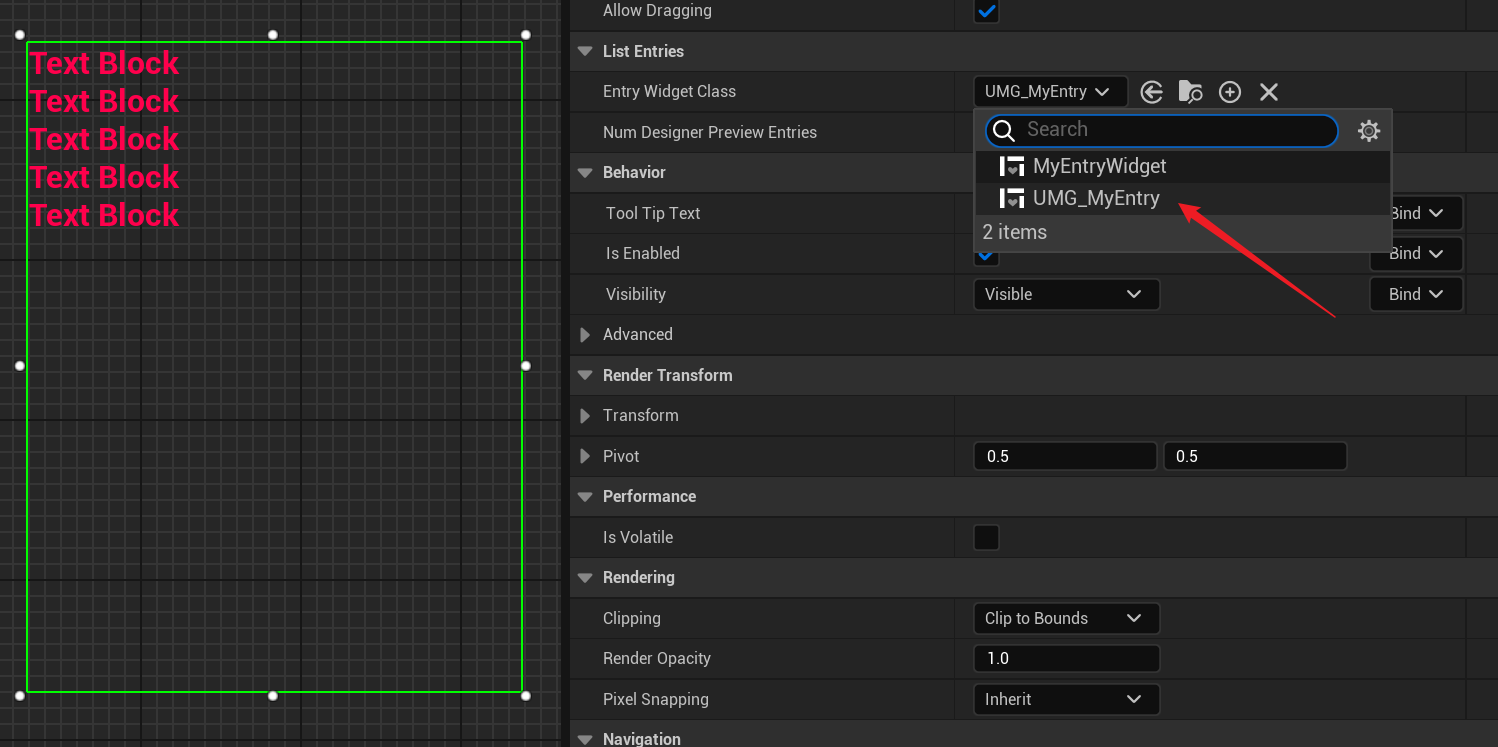 Text Block
Text Block
Text Block
Text Block
Text Block
Allow Dragging
List Entries
Entry Widget Class
UMG_MyEntry
Num Designer Preview Entries
Search
MyEntryWidget
UMG_MyEntry
2 items
Behavior
Tool Tip Text
Bind
Is Enabled
Bind
Visibility
Visible
Bind
Advanced
Render Transform
Transform
Pivot
0.5
0.5
Performance
Is Volatile
Rendering
Clipping
Clip to Bounds
Render Opacity
1.0
Pixel Snapping
Inherit
Navigation